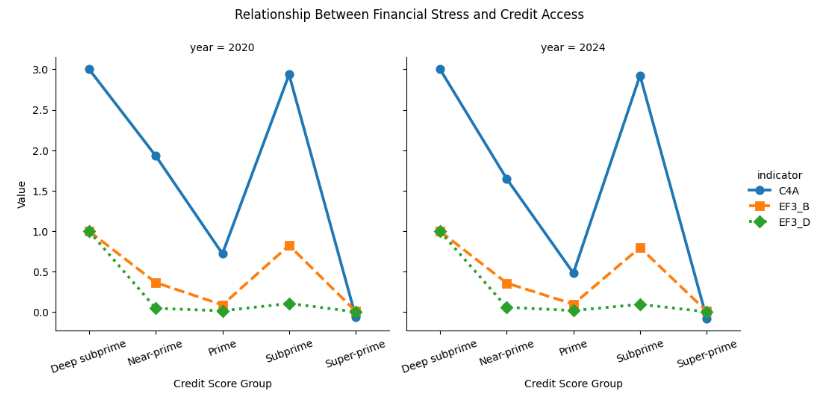 Relationship Between Financial Stress and Credit Access
year = 2020
year = 2024
Value
3.0
2.5
2.0
1.5
1.0
0.5
0.0
Deep subprime
Near-prime
Prime
Subprime
Super-prime
Credit Score Group
Deep subprime
Near-prime
Prime
Subprime
Super-prime
Credit Score Group
indicator
C4A
EF3_B
EF3_D